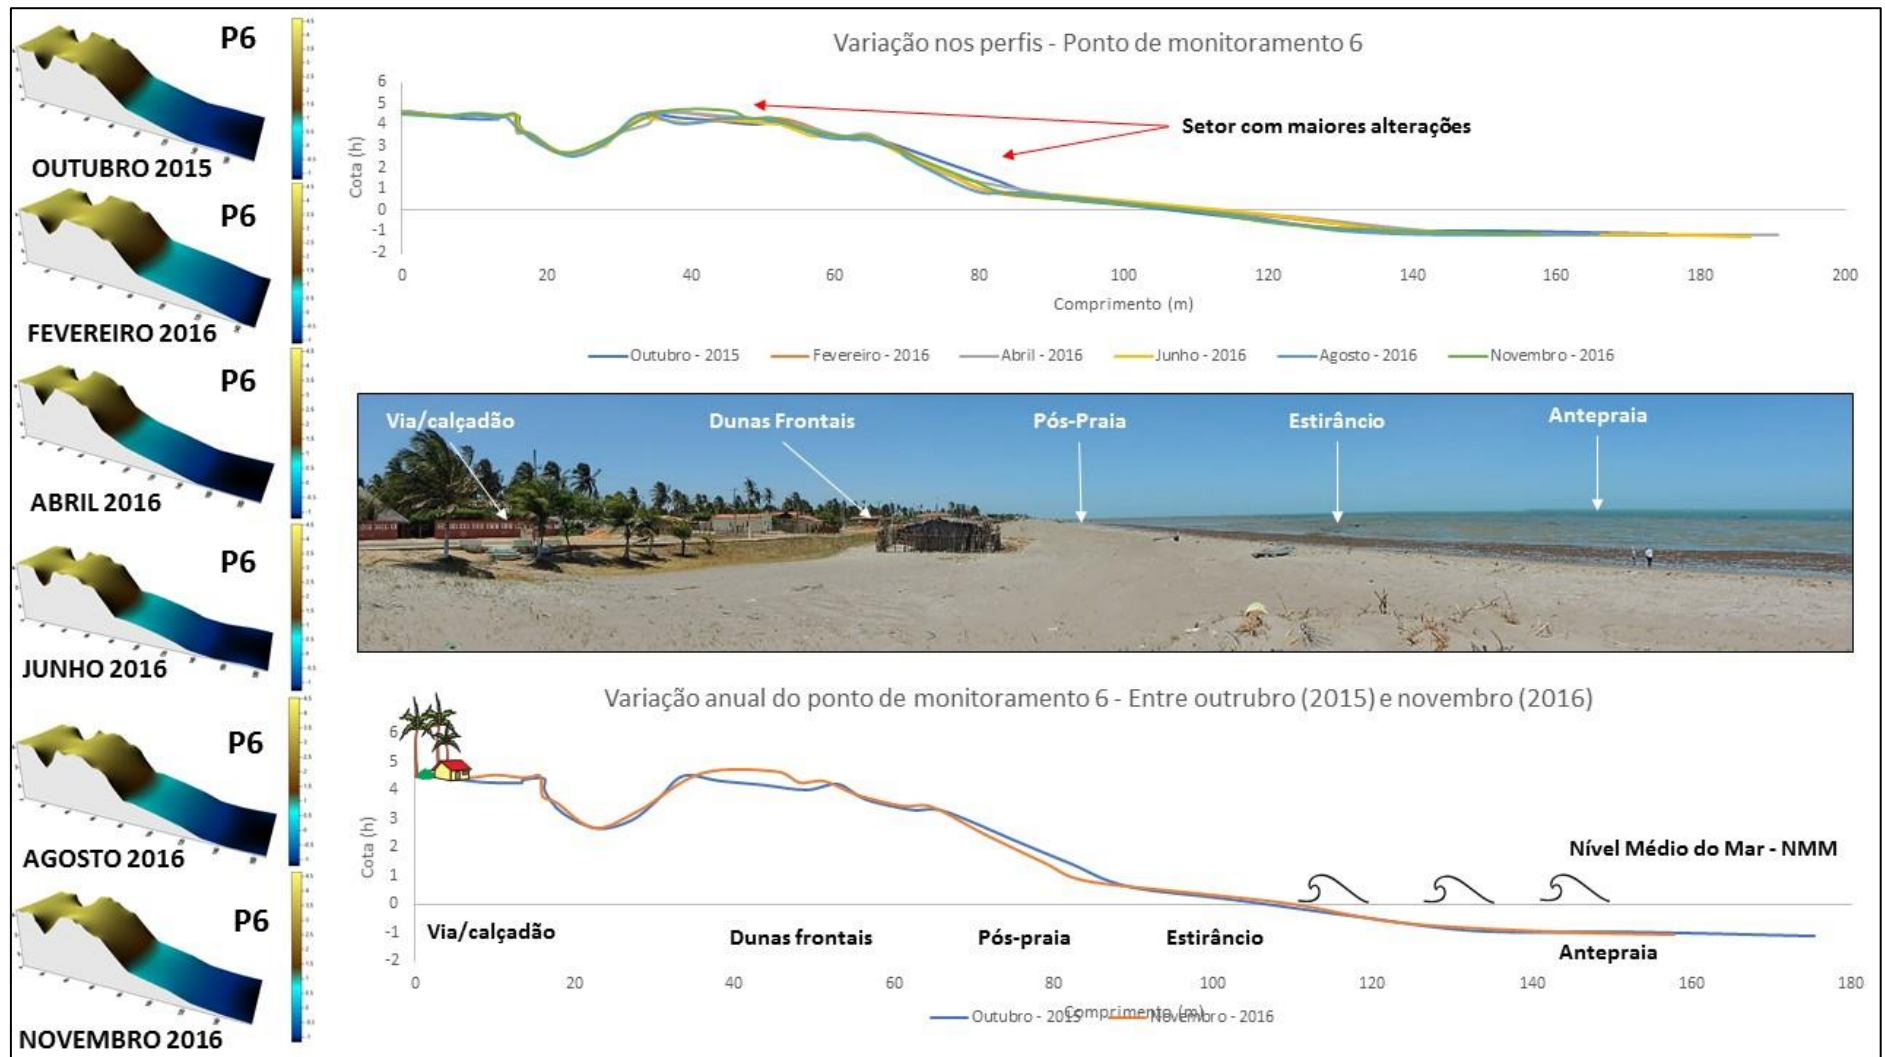 P6
OUTUBRO 2015
P6
FEVEREIRO 2016
P6
ABRIL 2016
P6
JUNHO 2016
P6
AGOSTO 2016
P6
NOVEMBRO 2016
Variação nos perfis - Ponto de monitoramento 6
Cota (h)
6
5
4
3
2
1
0
-1
-2
Setor com maiores alterações
0 20 40 60 80 100 120 140 160 180 200
Comprimento (m)
Outubro - 2015 Fevereiro - 2016 Abril - 2016 Junho - 2016 Agosto - 2016 Novembro - 2016
Via/calçadão Dunas Frontais Pós-Praia Estirâncio Antepraia
Variação anual do ponto de monitoramento 6 - Entre outrubro (2015) e novembro (2016)
Cota (h)
6
5
4
3
2
1
0
-1
-2
Nível Médio do Mar - NMM
Via/calçadão Dunas frontais Pós-praia Estirâncio Antepraia
0 20 40 60 80 100 120 140 160 180
Comprimento (m)
Outubro - 2015 Novembro - 2016